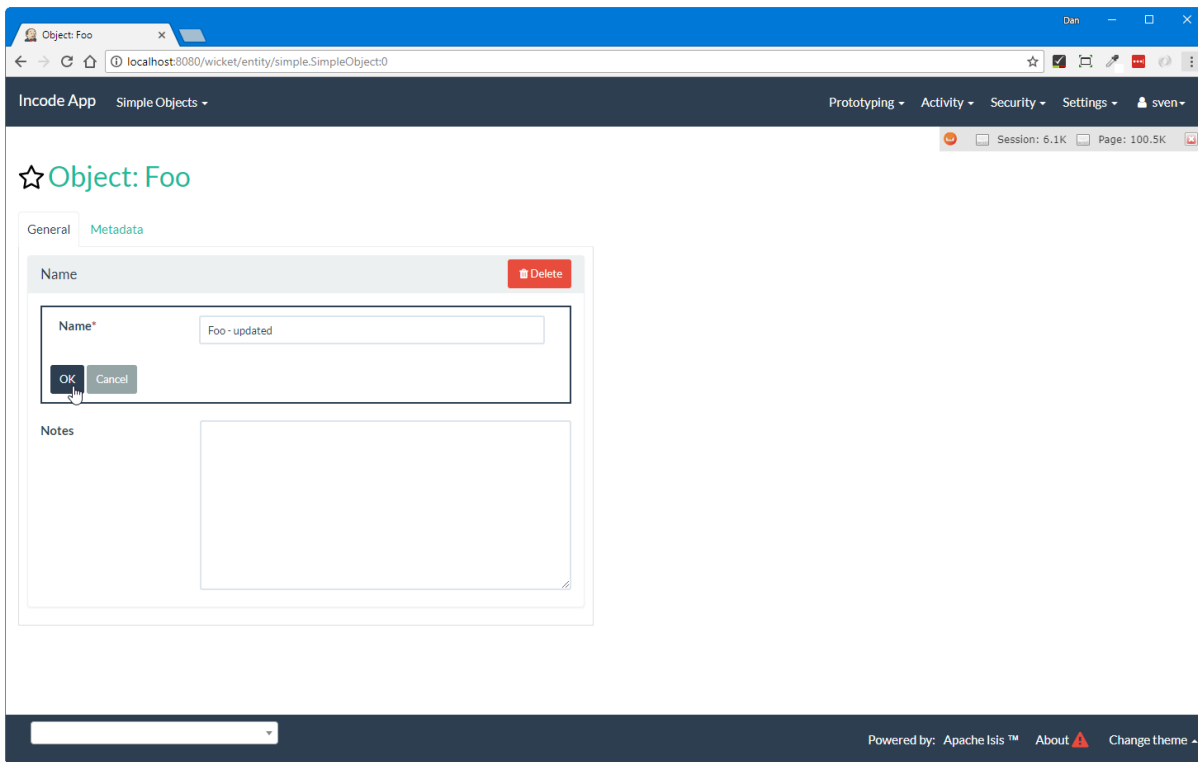 Dan
Object: Foo
localhost:8080/wicket/entity/simple.SimpleObject:0
Incode App Simple Objects Prototyping Activity Security Settings sven
Session: 6.1K Page: 100.5K
Object: Foo
General Metadata
Name Delete
Name* Foo - updated
OK Cancel
Notes
Powered by: Apache Isis ™ About Change theme